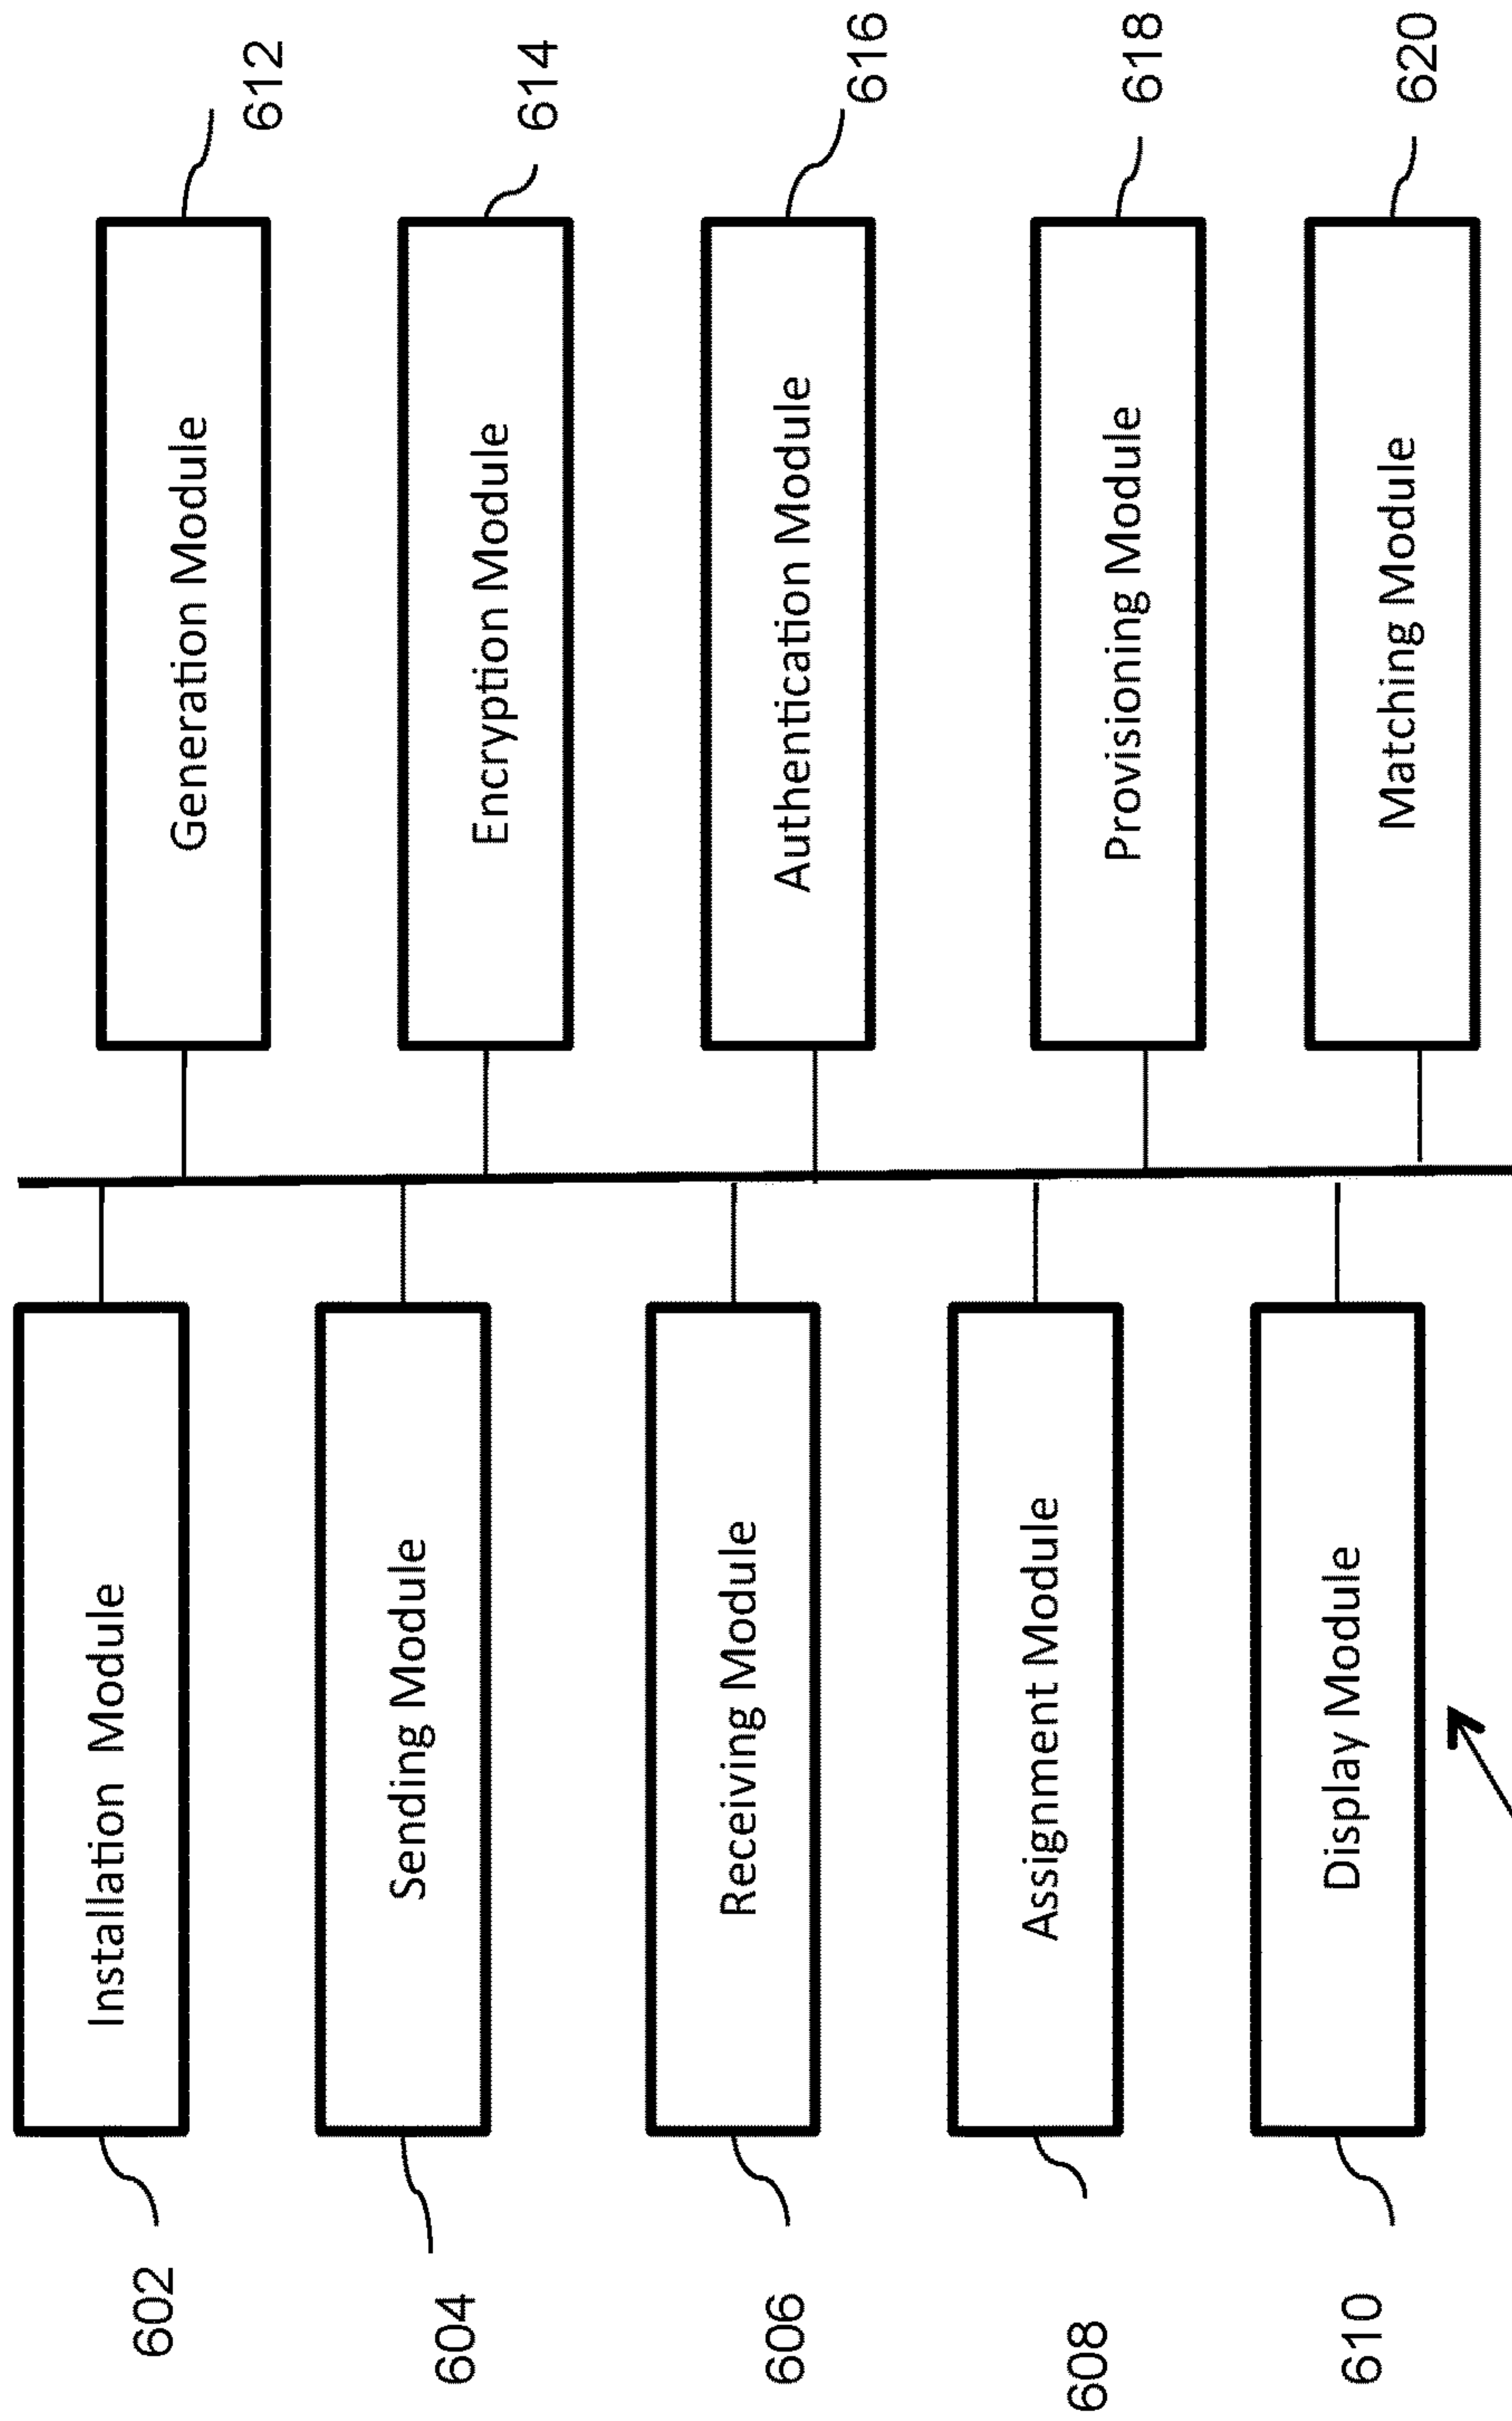 602
Installation Module
604
Sending Module
606
Receiving Module
608
Assignment Module
610
Display Module
Generation Module
612
Encryption Module
614
Authentication Module
616
Provisioning Module
618
Matching Module
620